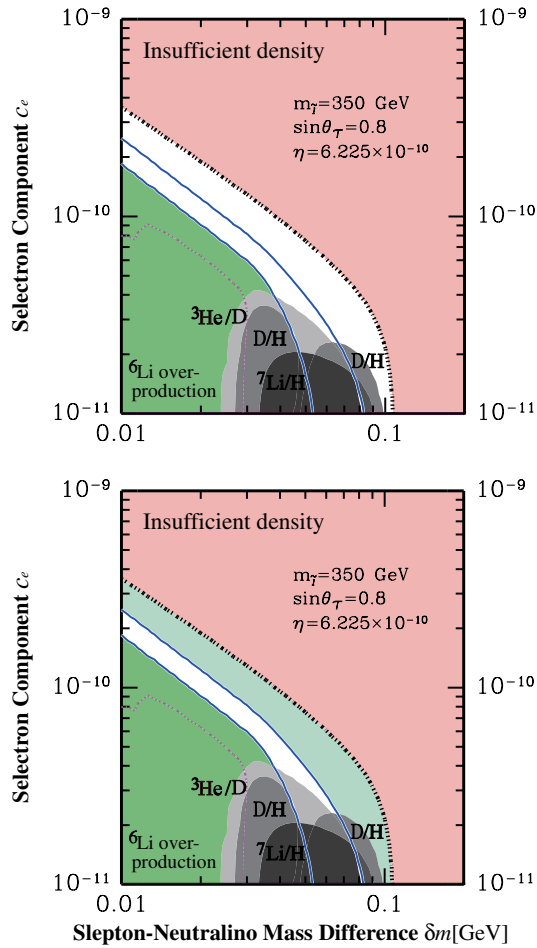 10⁻⁹ 10⁻⁹
Insufficient density
m_l̃=350 GeV
sinθ_τ=0.8
η=6.225×10⁻¹⁰
Selectron Component c_e
10⁻¹⁰ 10⁻¹⁰
³He/D
D/H
D/H
⁶Li over-
production
⁷Li/H
10⁻¹¹ 10⁻¹¹
0.01 0.1
10⁻⁹ 10⁻⁹
Insufficient density
m_l̃=350 GeV
sinθ_τ=0.8
η=6.225×10⁻¹⁰
Selectron Component c_e
10⁻¹⁰ 10⁻¹⁰
³He/D
D/H
D/H
⁶Li over-
production
⁷Li/H
10⁻¹¹ 10⁻¹¹
0.01 0.1
Slepton-Neutralino Mass Difference δm[GeV]